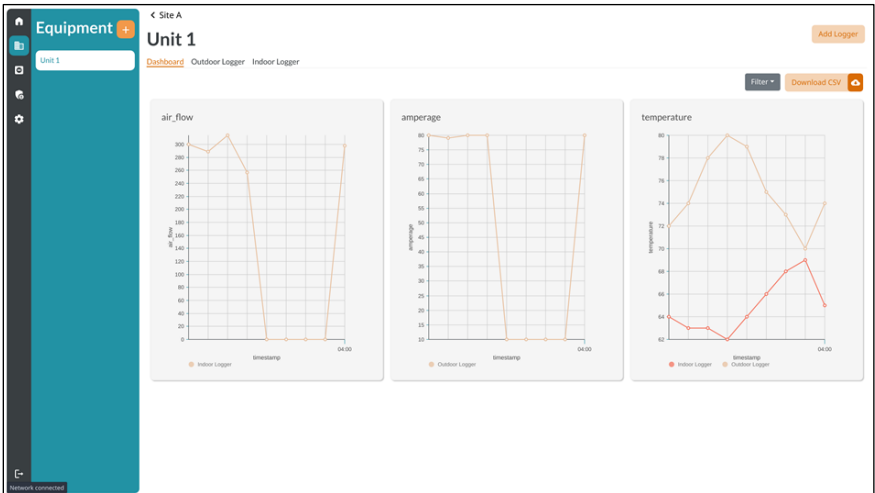 Equipment +
Unit 1
Network connected
Site A
Unit 1
Add Logger
Dashboard Outdoor Logger Indoor Logger
Filter
Download CSV
air_flow
300
280
260
240
220
200
180
160
140
120
100
80
60
40
20
0
air_flow
04:00
timestamp
Indoor Logger
amperage
80
75
70
65
60
55
50
45
40
35
30
25
20
15
10
amperage
04:00
timestamp
Outdoor Logger
temperature
80
78
76
74
72
70
68
66
64
62
temperature
04:00
timestamp
Indoor Logger Outdoor Logger